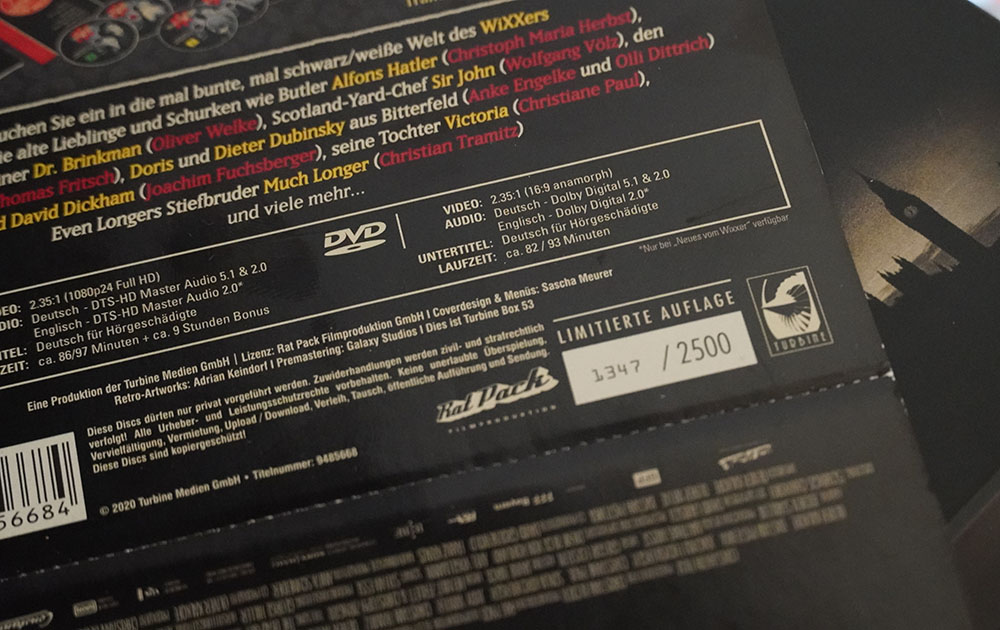 uchen Sie ein in die mal bunte, mal schwarz/weiße Welt des WiXXers
ie alte Lieblinge und Schurken wie Butler Alfons Hatler (Christoph Maria Herbst),
ner Dr. Brinkman (Oliver Welke), Scotland-Yard-Chef Sir John (Wolfgang Völz), den
homas Fritsch), Doris und Dieter Dubinsky aus Bitterfeld (Anke Engelke und Olli Dittrich)
d David Dickham (Joachim Fuchsberger), seine Tochter Victoria (Christiane Paul),
Even Longers Stiefbruder Much Longer (Christian Tramitz)
und viele mehr...
EO: 2.35:1 (1080p24 Full HD)
DIO: Deutsch - DTS-HD Master Audio 5.1 & 2.0
Englisch - DTS-HD Master Audio 2.0*
ITEL: Deutsch für Hörgeschädigte
ZEIT: ca. 86/97 Minuten + ca. 9 Stunden Bonus
DVD
VIDEO: 2.35:1 (16:9 anamorph)
AUDIO: Deutsch - Dolby Digital 5.1 & 2.0
Englisch - Dolby Digital 2.0*
UNTERTITEL: Deutsch für Hörgeschädigte
LAUFZEIT: ca. 82 / 93 Minuten
*Nur bei „Neues vom Wixxer“ verfügbar
Eine Produktion der Turbine Medien GmbH | Lizenz: Rat Pack Filmproduktion GmbH | Coverdesign & Menüs: Sascha Meurer
Retro-Artworks: Adrian Keindorf | Premastering: Galaxy Studios | Dies ist Turbine Box 53
Diese Discs dürfen nur privat vorgeführt werden. Zuwiderhandlungen werden zivil- und strafrechtlich
verfolgt! Alle Urheber- und Leistungsschutzrechte vorbehalten. Keine unerlaubte Überspielung,
Vervielfältigung, Vermietung, Upload / Download, Verleih, Tausch, öffentliche Aufführung und Sendung.
Diese Discs sind kopiergeschützt!
Rat Pack
FILMPRODUKTION
LIMITIERTE AUFLAGE
1347 / 2500
TURBINE
56684
© 2020 Turbine Medien GmbH • Titelnummer: 9485668